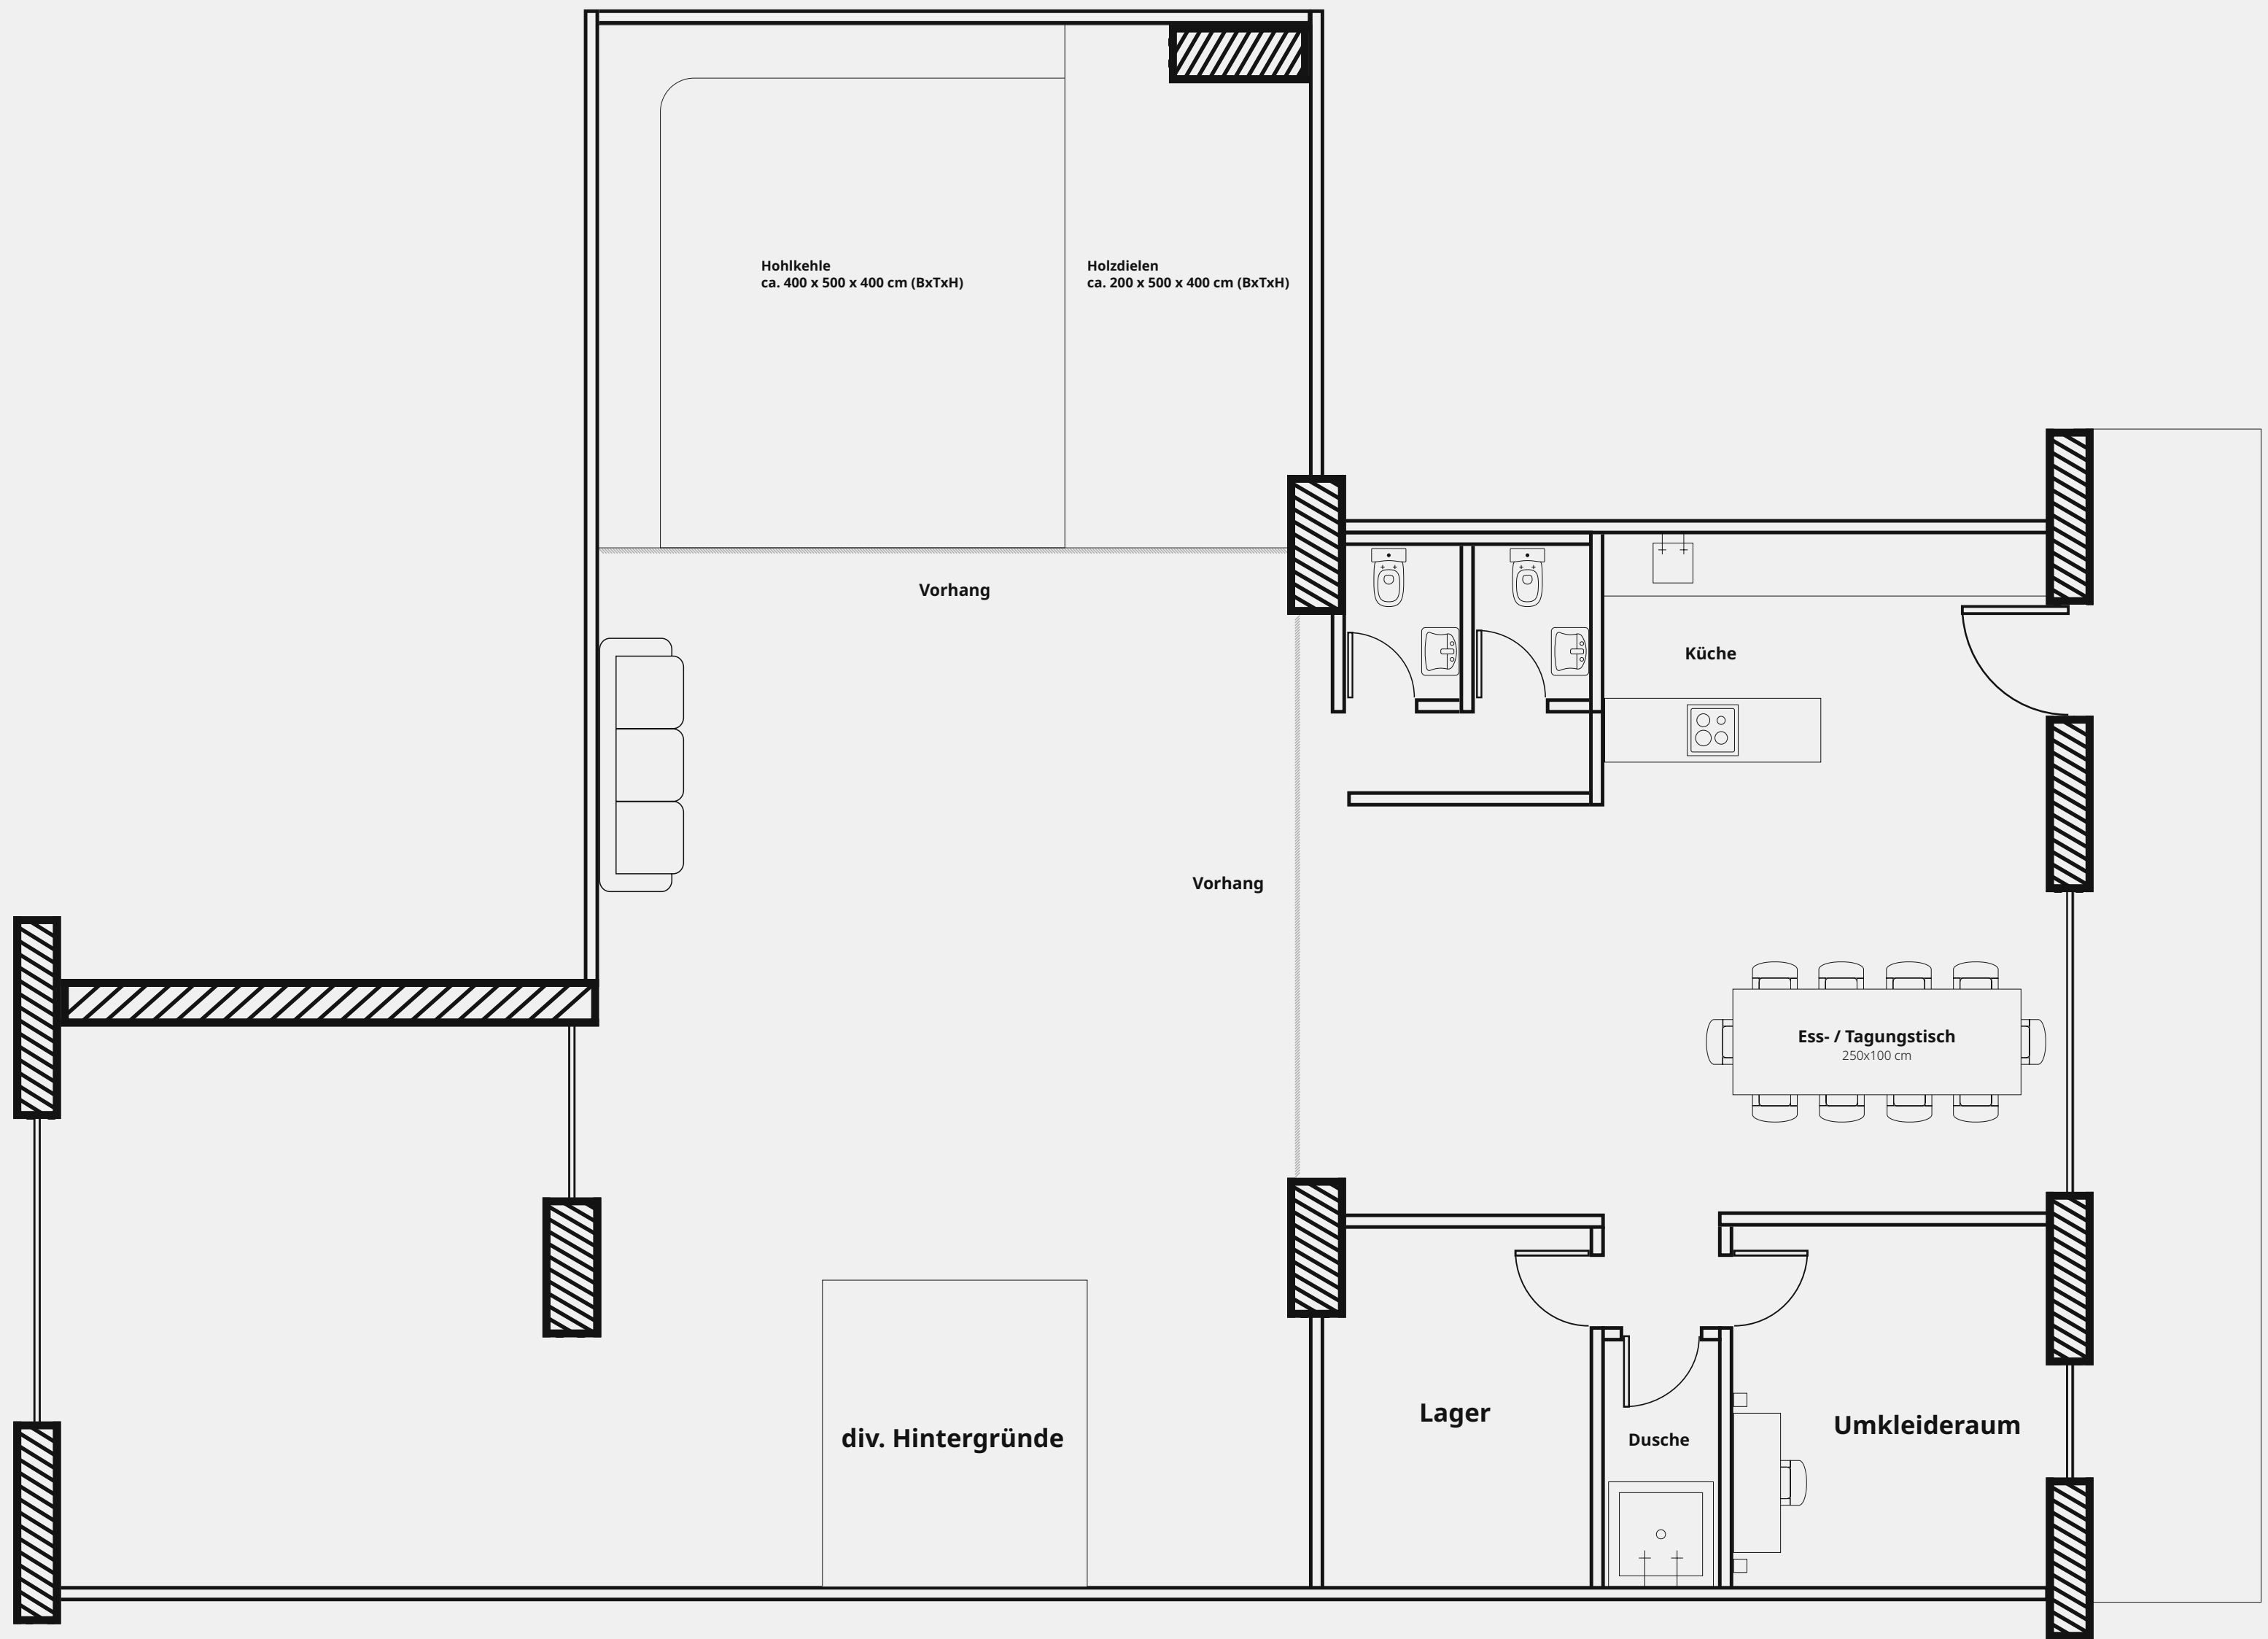 Hohlkehle
ca. 400 x 500 x 400 cm (BxTxH)
Holzdielen
ca. 200 x 500 x 400 cm (BxTxH)
Vorhang
Küche
Vorhang
Ess- / Tagungstisch
250x100 cm
Lager
Umkleideraum
div. Hintergründe
Dusche